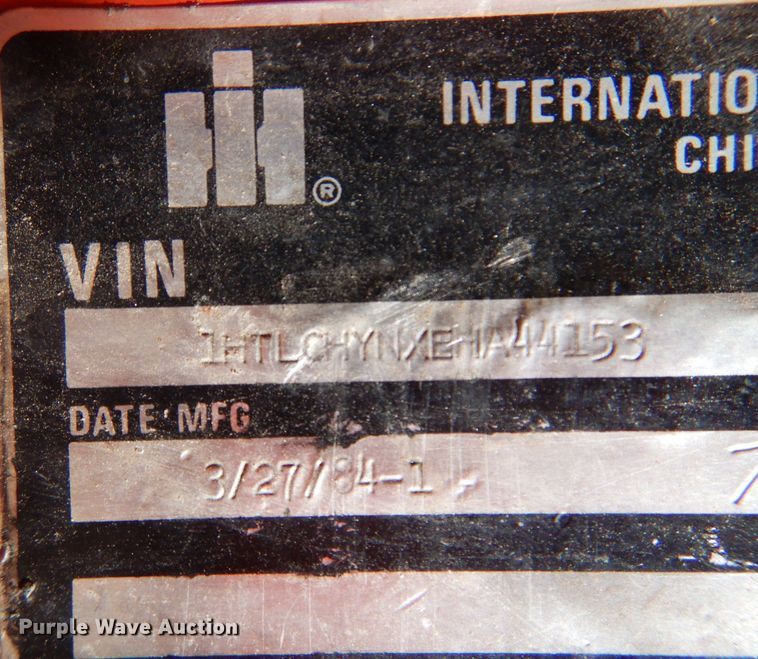 INTERNATIO
CHI
®
VIN
1HTLCHYNXEHA44153
DATE MFG
3/27/84-1
Purple Wave Auction